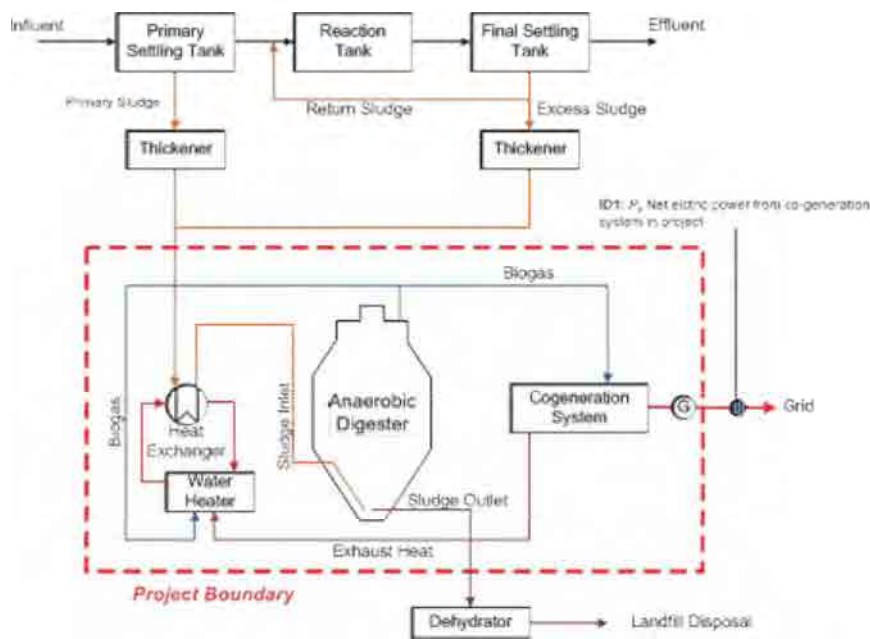 Influent
Primary
Settling Tank
Reaction
Tank
Final Settling
Tank
Effluent
Primary Sludge
Return Sludge
Excess Sludge
Thickener
Thickener
ID1: P, Net elctric power from co-generation
system in project
Biogas
Biogas
Heat
Exchanger
Sludge Inlet
Anaerobic
Digester
Cogeneration
System
G
Grid
Water
Heater
Sludge Outlet
Exhaust Heat
Project Boundary
Dehydrator
Landfill Disposal